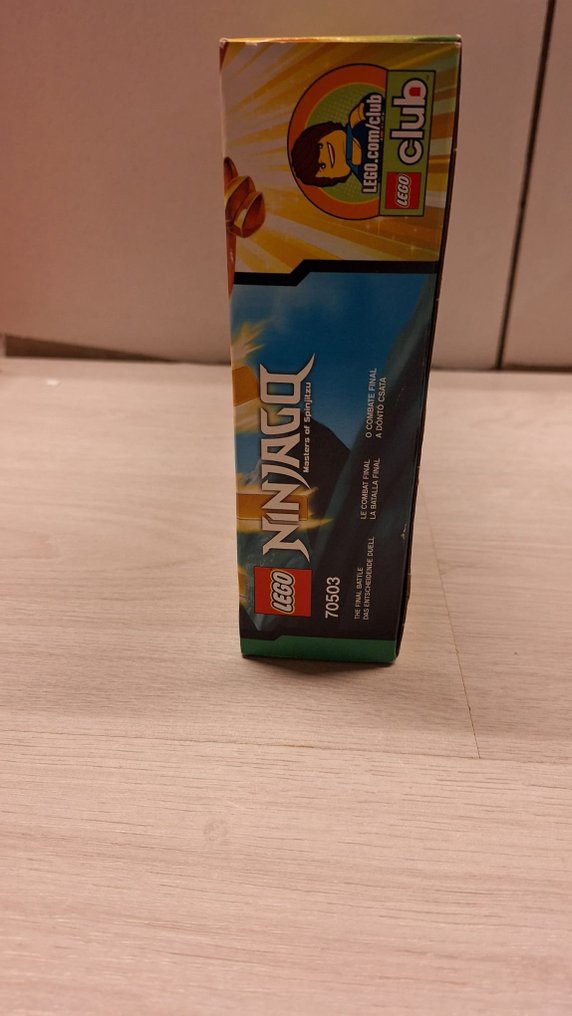 LEGO
NINJAGO
Masters of Spinjitzu
70503
THE FINAL BATTLE
DAS ENTSCHEIDENDE DUELL
LE COMBAT FINAL
LA BATALLA FINAL
O COMBATE FINAL
A DÖNTŐ CSATA
LEGO.com/club
LEGO club